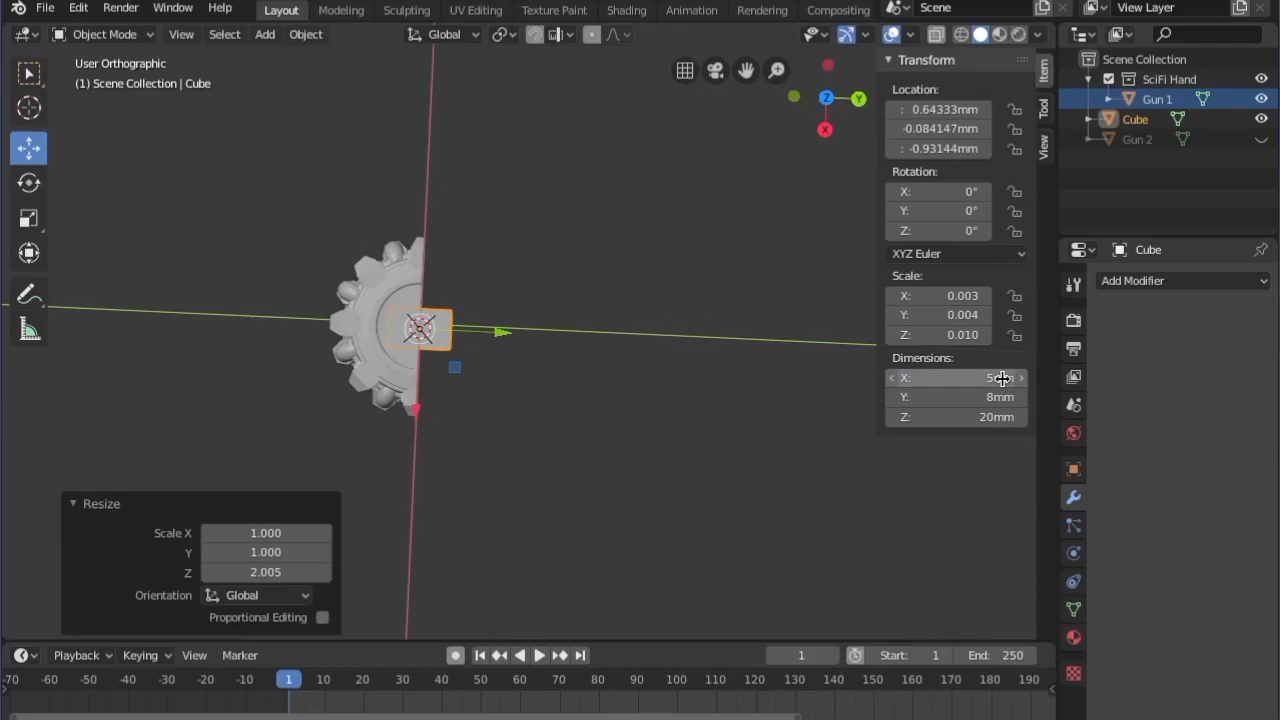 File Edit Render Window Help Layout Modeling Sculpting UV Editing Texture Paint Shading Animation Rendering Compositing Scene View Layer
Object Mode View Select Add Object Global
User Orthographic
(1) Scene Collection | Cube
Z Y
X
Transform
Location:
: 0.64333mm
-0.084147mm
: -0.93144mm
Rotation:
X: 0°
Y: 0°
Z: 0°
XYZ Euler
Scale:
X: 0.003
Y: 0.004
Z: 0.010
Dimensions:
X:
Y: 8mm
Z: 20mm
Item
Tool
View
Scene Collection
SciFi Hand
Gun 1
Cube
Gun 2
Cube
Add Modifier
Resize
Scale X 1.000
Y 1.000
Z 2.005
Orientation Global
Proportional Editing
Playback Keying View Marker 1 Start: 1 End: 250
-70 -60 -50 -40 -30 -20 -10 1 10 20 30 40 50 60 70 80 90 100 110 120 130 140 150 160 170 180 190